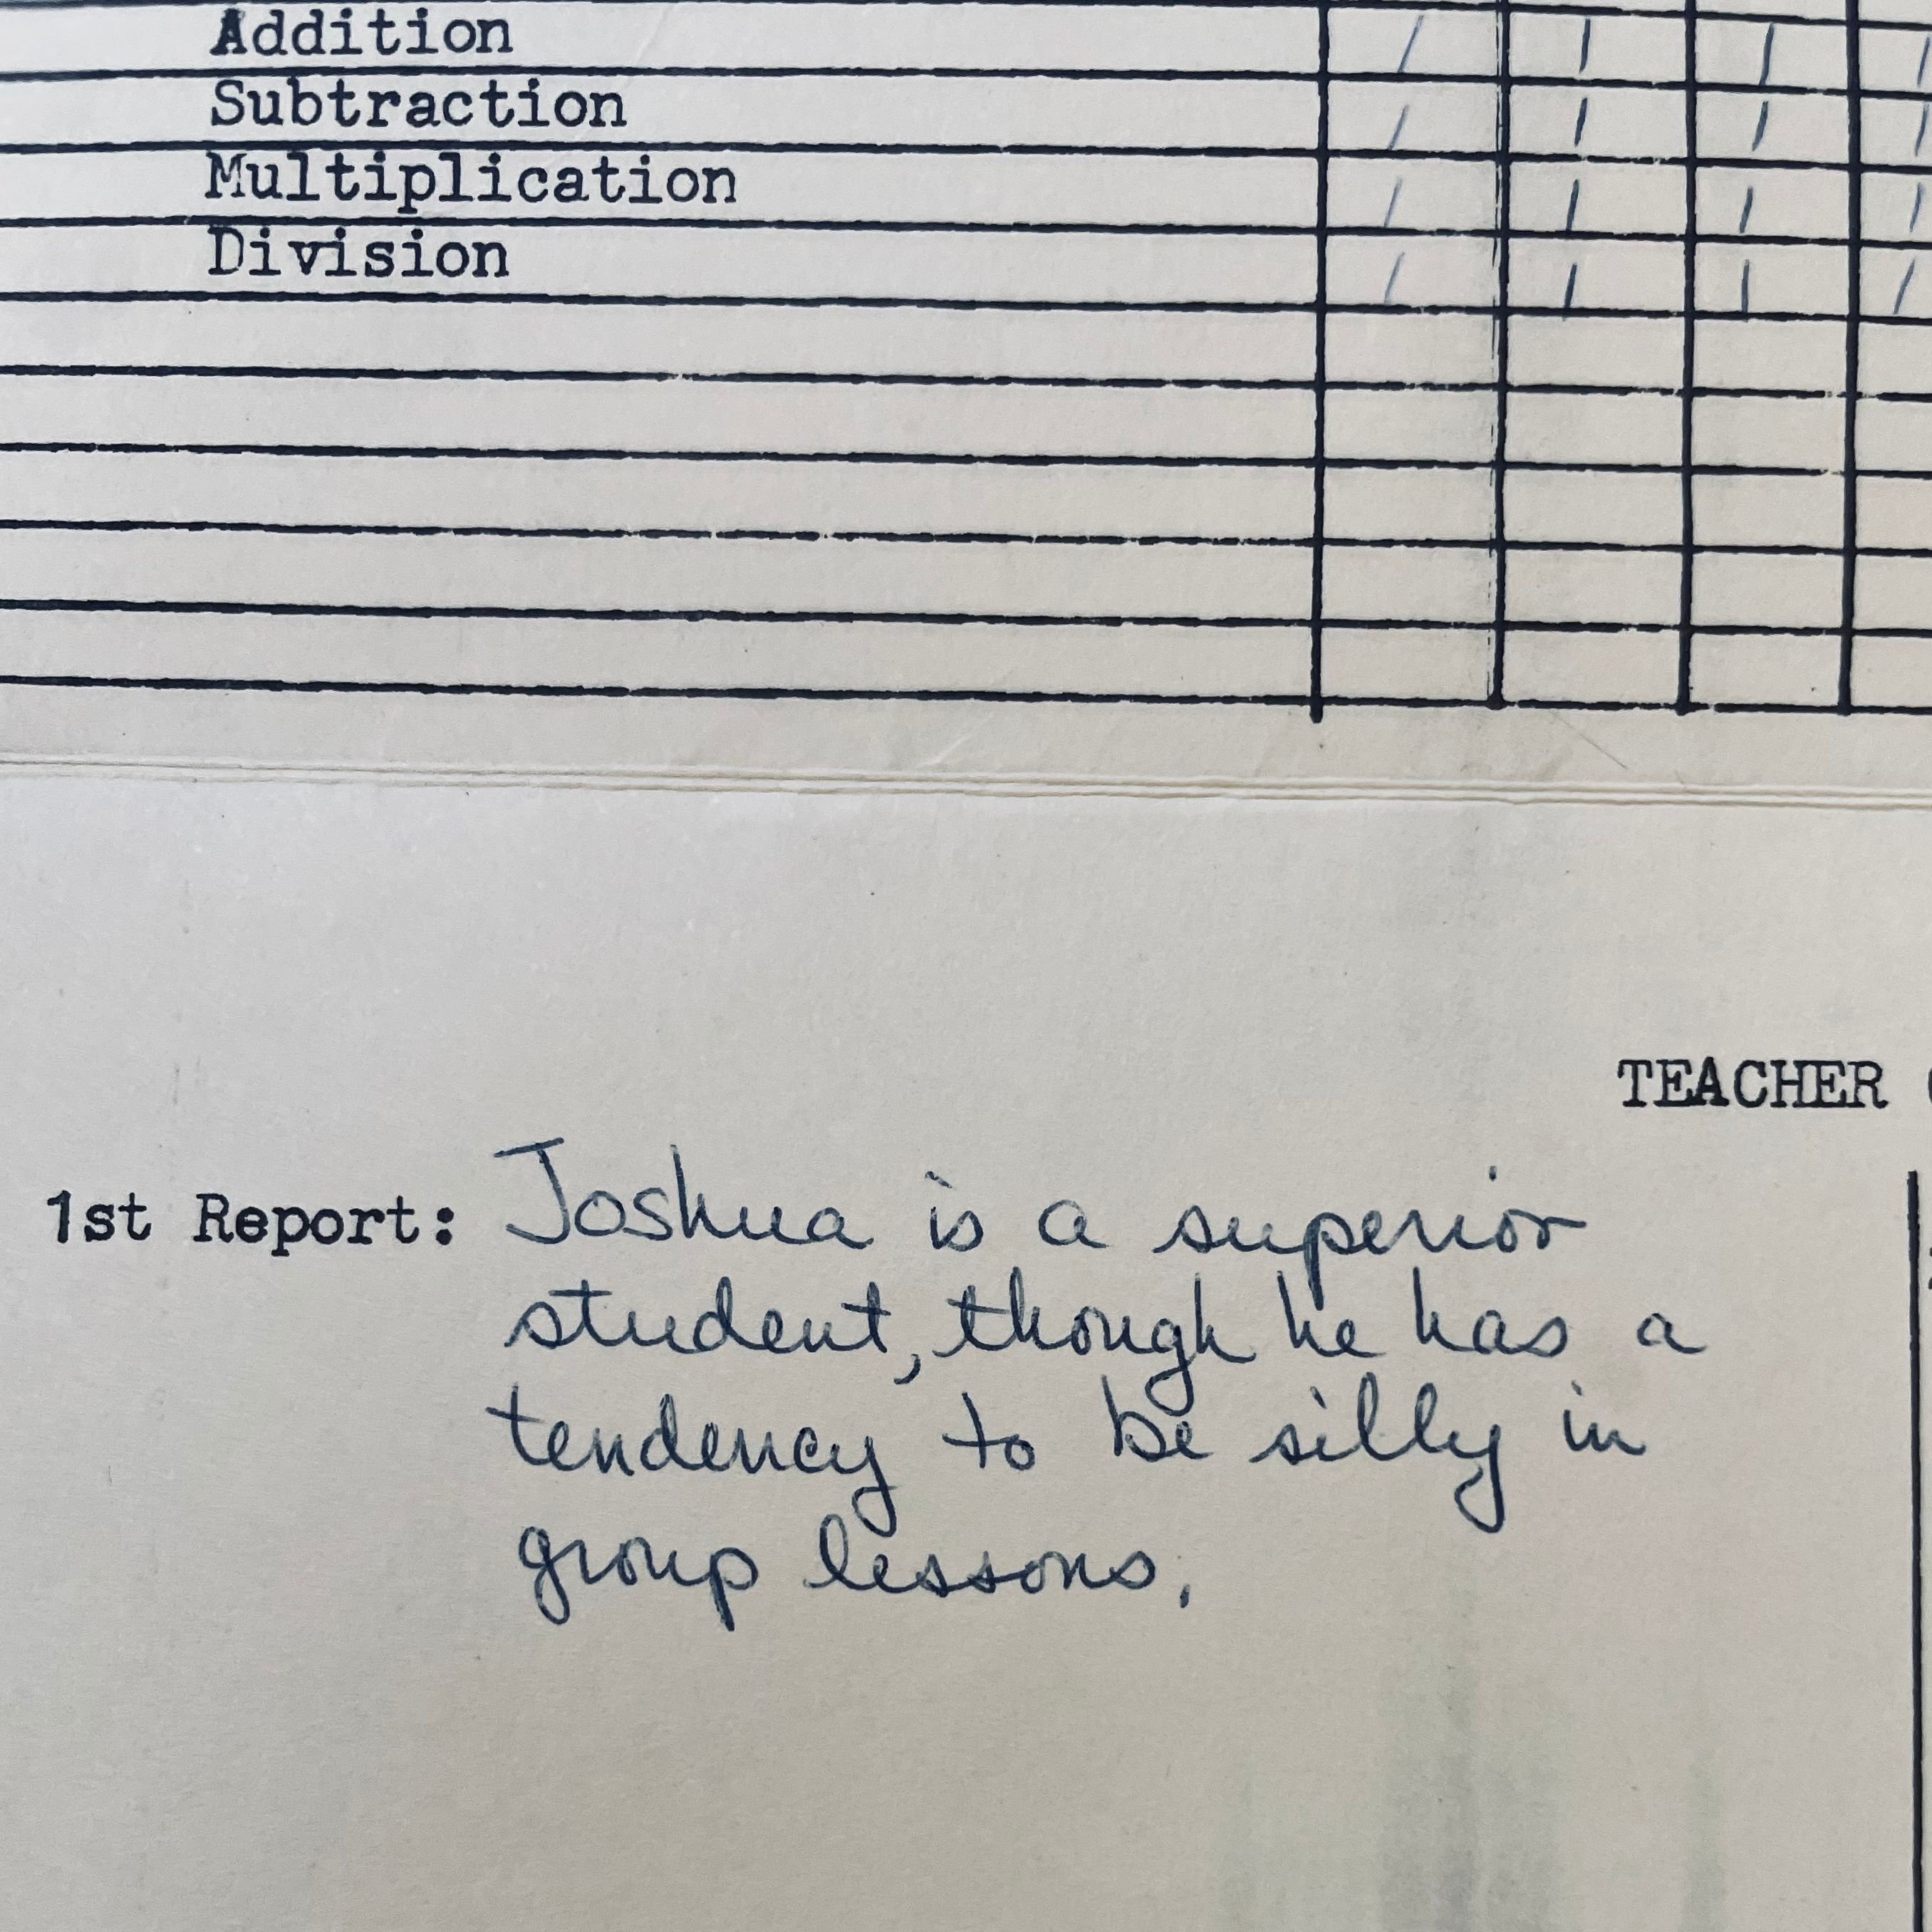 Addition / / / /
Subtraction / / / /
Multiplication / / / /
Division / / / /
TEACHER
1st Report: Joshua is a superior
student, though he has a
tendency to be silly in
group lessons.